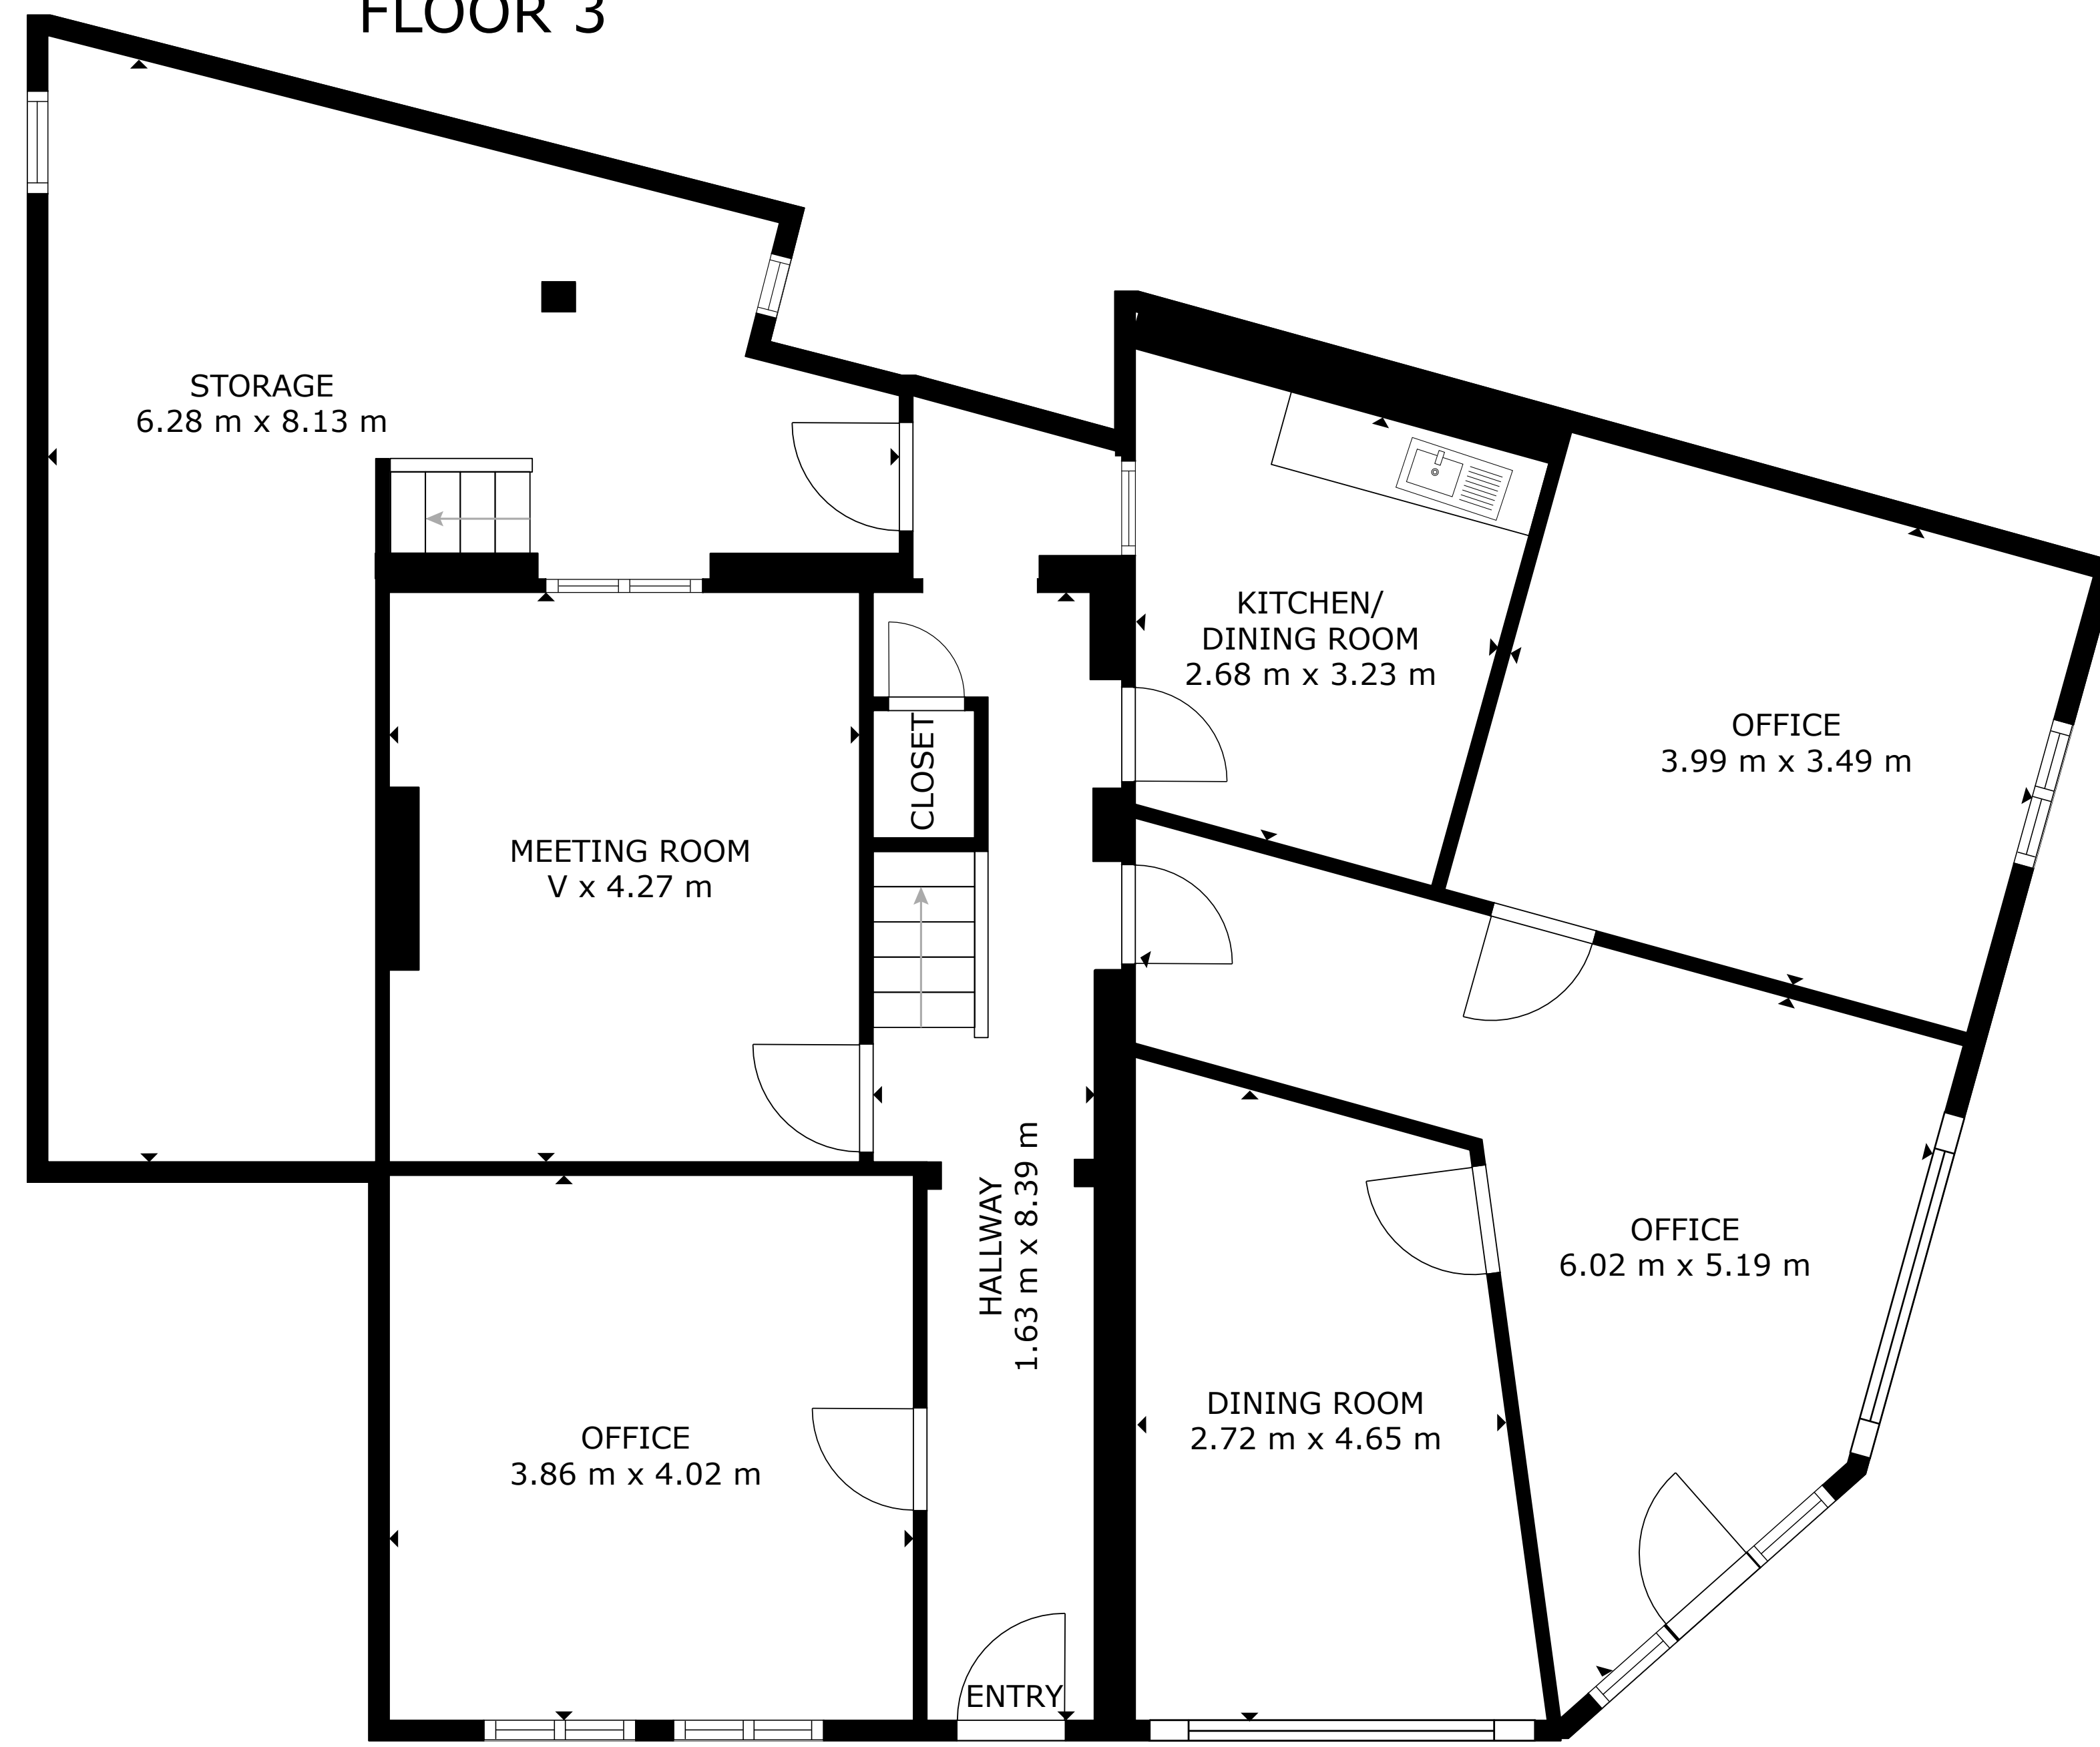 FLOOR 3
STORAGE
6.28 m x 8.13 m
KITCHEN/
DINING ROOM
2.68 m x 3.23 m
OFFICE
3.99 m x 3.49 m
CLOSET
MEETING ROOM
V x 4.27 m
HALLWAY
1.63 m x 8.39 m
OFFICE
6.02 m x 5.19 m
DINING ROOM
2.72 m x 4.65 m
OFFICE
3.86 m x 4.02 m
ENTRY